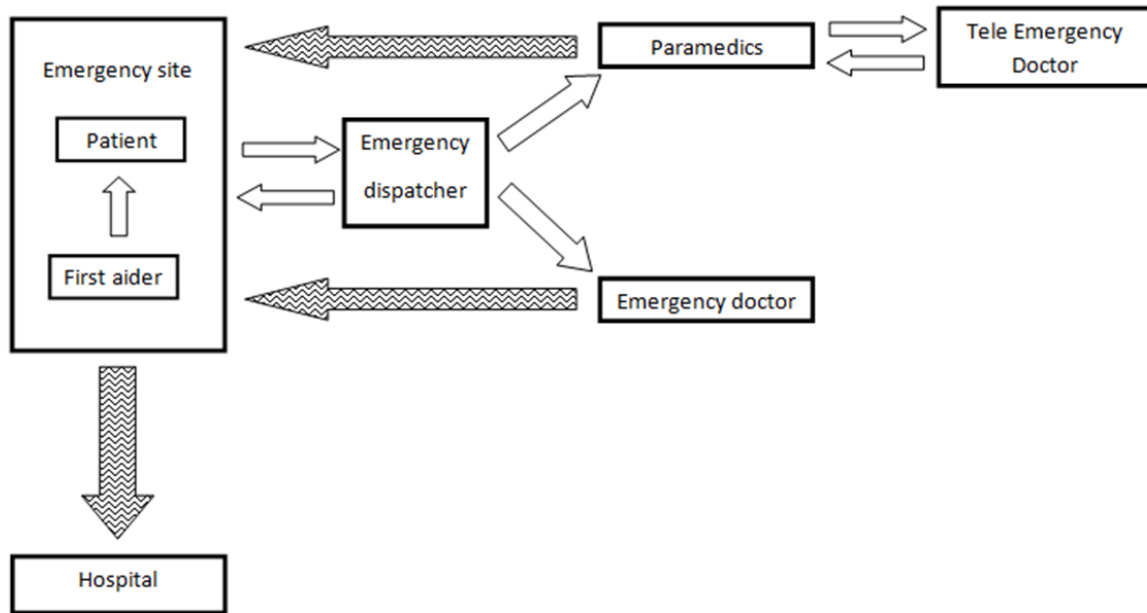 Emergency site
Patient
First aider
Emergency
dispatcher
Paramedics
Tele Emergency
Doctor
Emergency doctor
Hospital